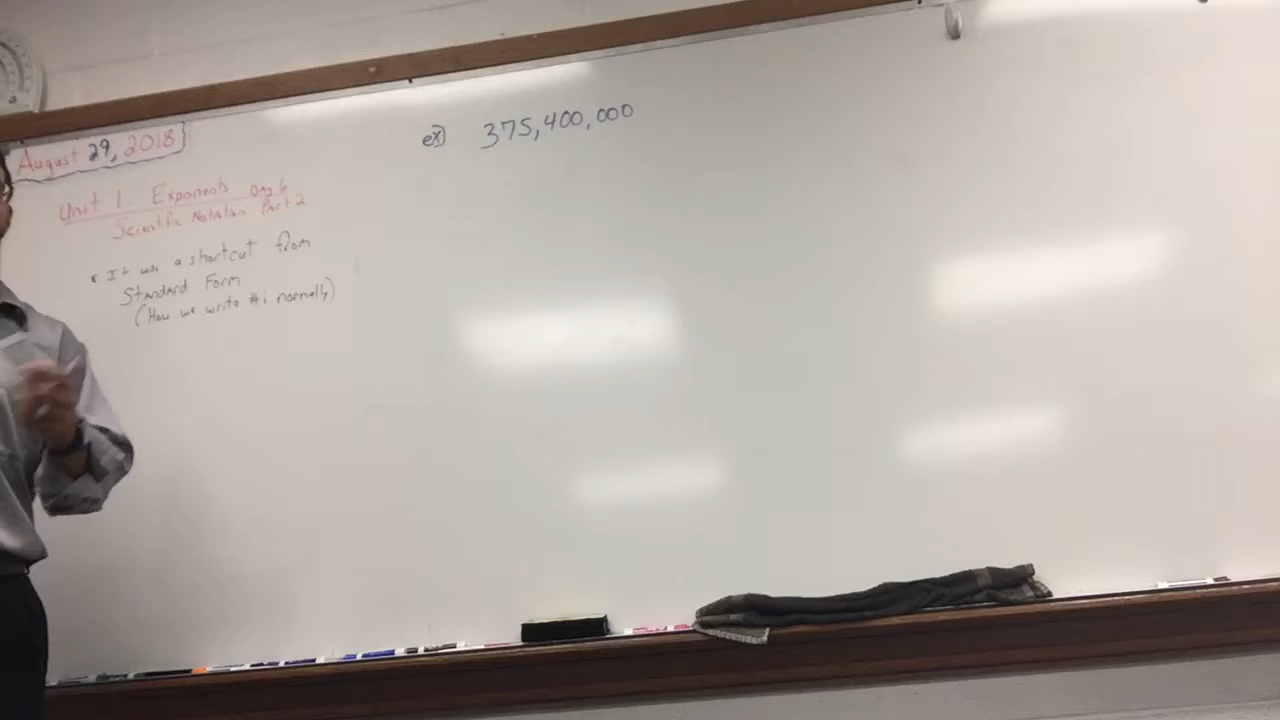 August 29, 2018
Unit 1. Exponents Day 6
Scientific Notation Part 2
* It was a shortcut from
Standard Form
(How we write #s normally)
ex) 375,400,000